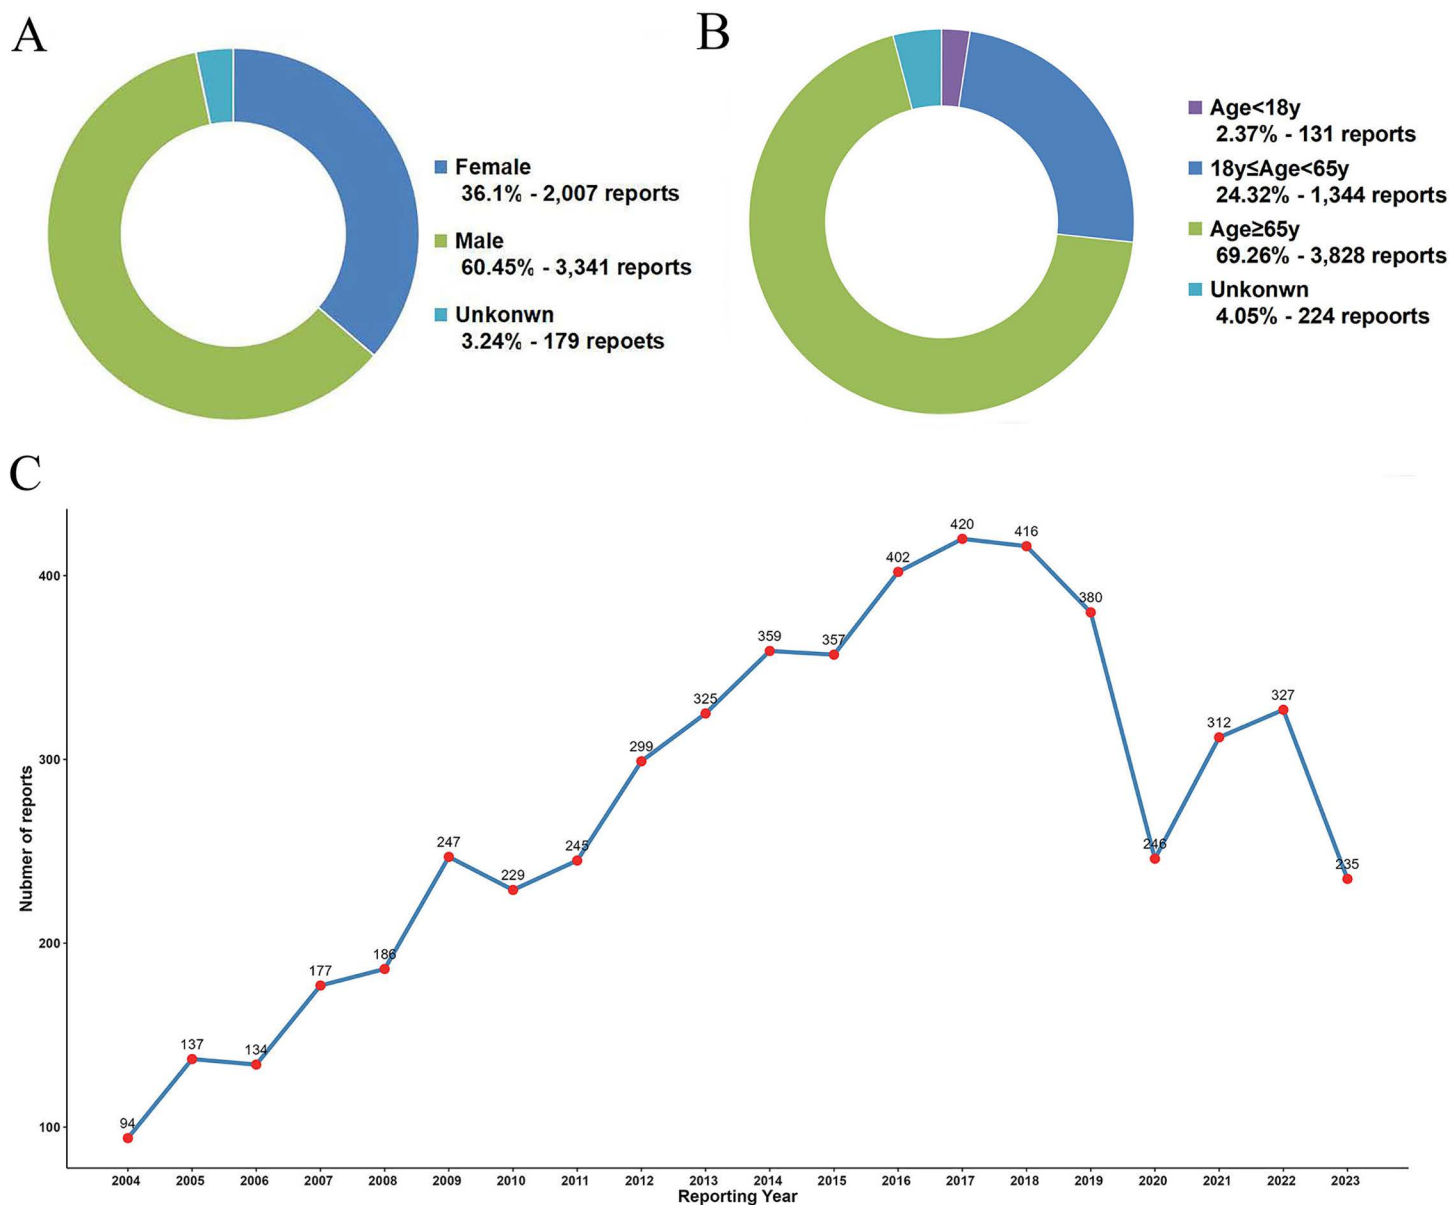 A
Female
36.1% - 2,007 reports
Male
60.45% - 3,341 reports
Unkonwn
3.24% - 179 repoets
B
Age<18y
2.37% - 131 reports
18y≤Age<65y
24.32% - 1,344 reports
Age≥65y
69.26% - 3,828 reports
Unkonwn
4.05% - 224 repoorts
C
Nubmer of reports
400
300
200
100
94
137
134
177
186
247
229
245
299
325
359
357
402
420
416
380
246
312
327
235
2004 2005 2006 2007 2008 2009 2010 2011 2012 2013 2014 2015 2016 2017 2018 2019 2020 2021 2022 2023
Reporting Year